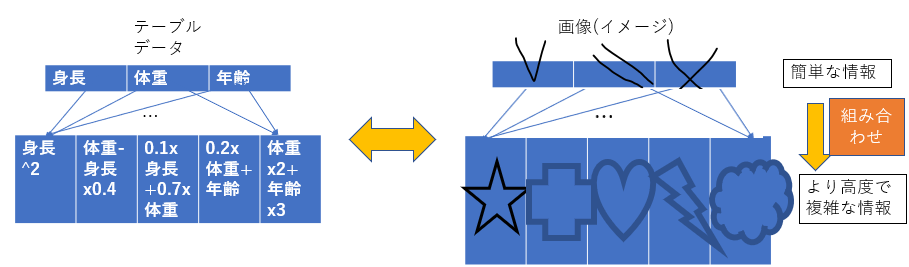 テーブル
データ
身長
体重
年齢
…
身長
^2
体重-
身長
x0.4
0.1x
身長
+0.7x
体重
0.2x
体重+
年齢
体重
x2+
年齢
x3
画像(イメージ)
…
簡単な情報
組み合
わせ
より高度で
複雑な情報